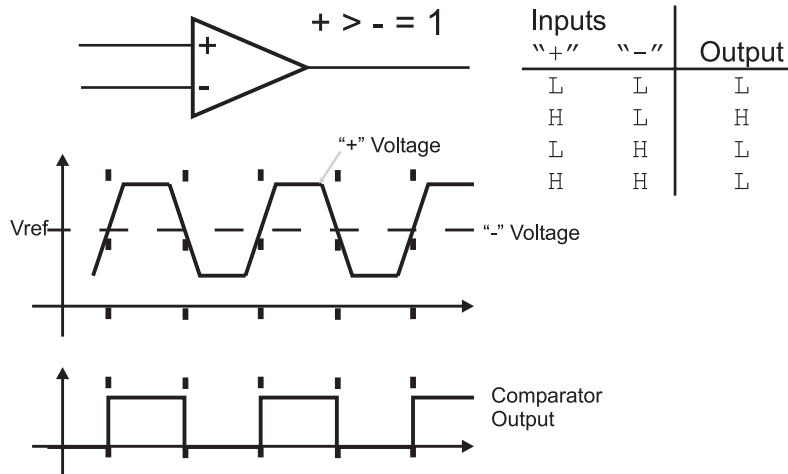 + > - = 1
+
-
Inputs
"+" "-" Output
L L L
H L H
L H L
H H L
"+" Voltage
Vref
"-" Voltage
Comparator
Output